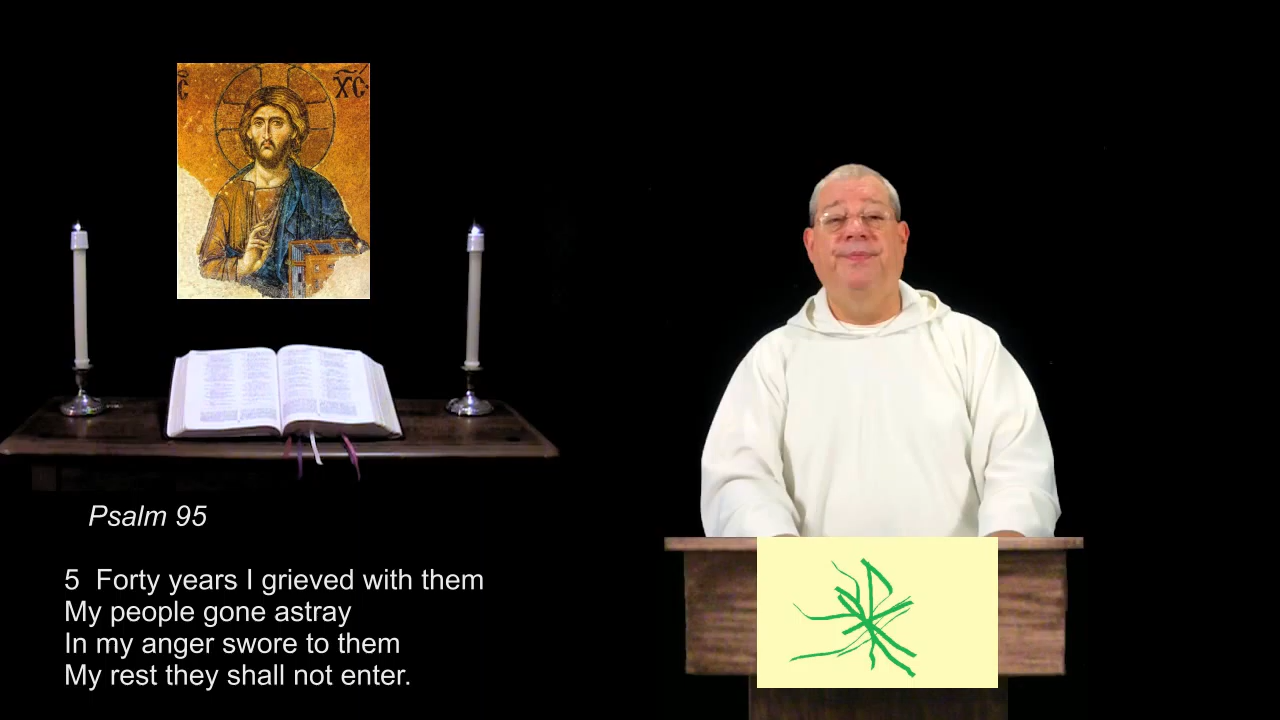 C
XC
Psalm 95
5 Forty years I grieved with them
My people gone astray
In my anger swore to them
My rest they shall not enter.